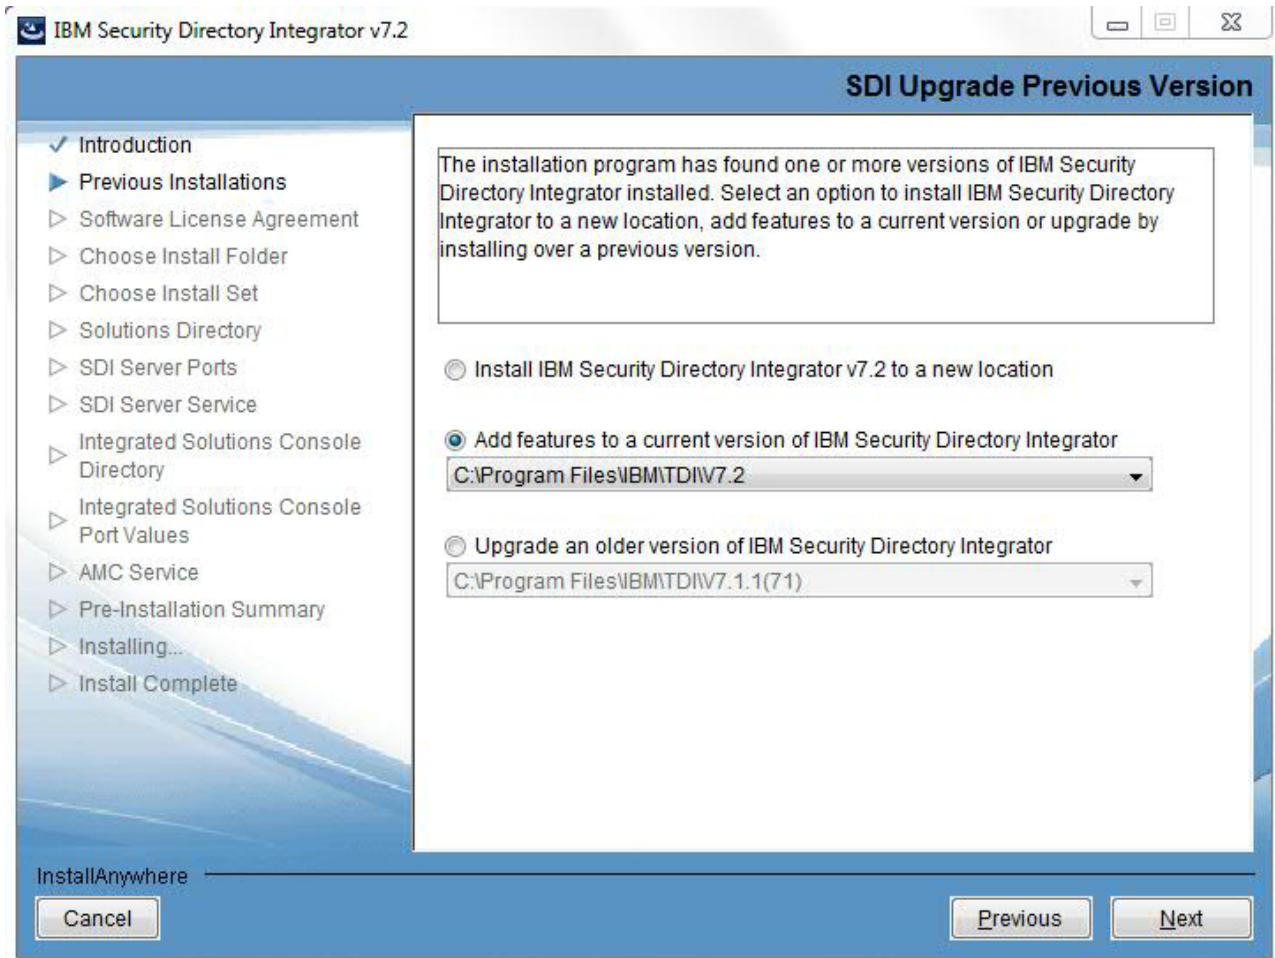 IBM Security Directory Integrator v7.2
SDI Upgrade Previous Version
Introduction
Previous Installations
Software License Agreement
Choose Install Folder
Choose Install Set
Solutions Directory
SDI Server Ports
SDI Server Service
Integrated Solutions Console
Directory
Integrated Solutions Console
Port Values
AMC Service
Pre-Installation Summary
Installing...
Install Complete
The installation program has found one or more versions of IBM Security
Directory Integrator installed. Select an option to install IBM Security Directory
Integrator to a new location, add features to a current version or upgrade by
installing over a previous version.
Install IBM Security Directory Integrator v7.2 to a new location
Add features to a current version of IBM Security Directory Integrator
C:\Program Files\IBM\TDI\V7.2
Upgrade an older version of IBM Security Directory Integrator
C:\Program Files\IBM\TDI\V7.1.1(71)
InstallAnywhere
Cancel
Previous
Next